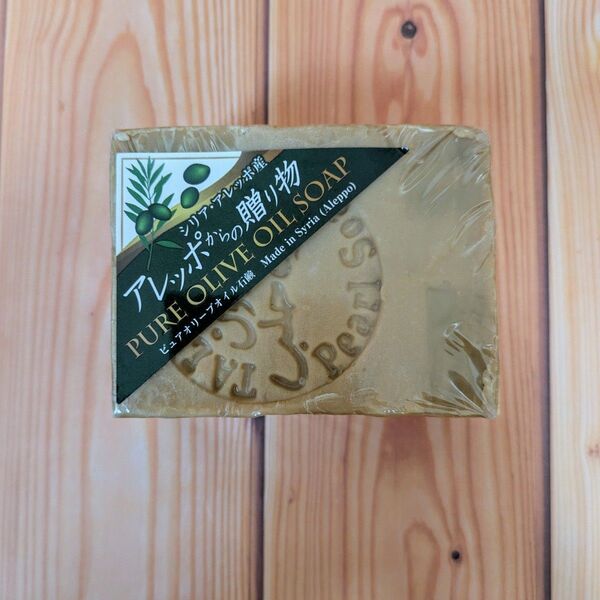 シリア・アレッポ産
アレッポからの贈り物
PURE OLIVE OIL SOAP
ピュアオリーブオイル石鹸 Made in Syria (Aleppo)
Pearl So